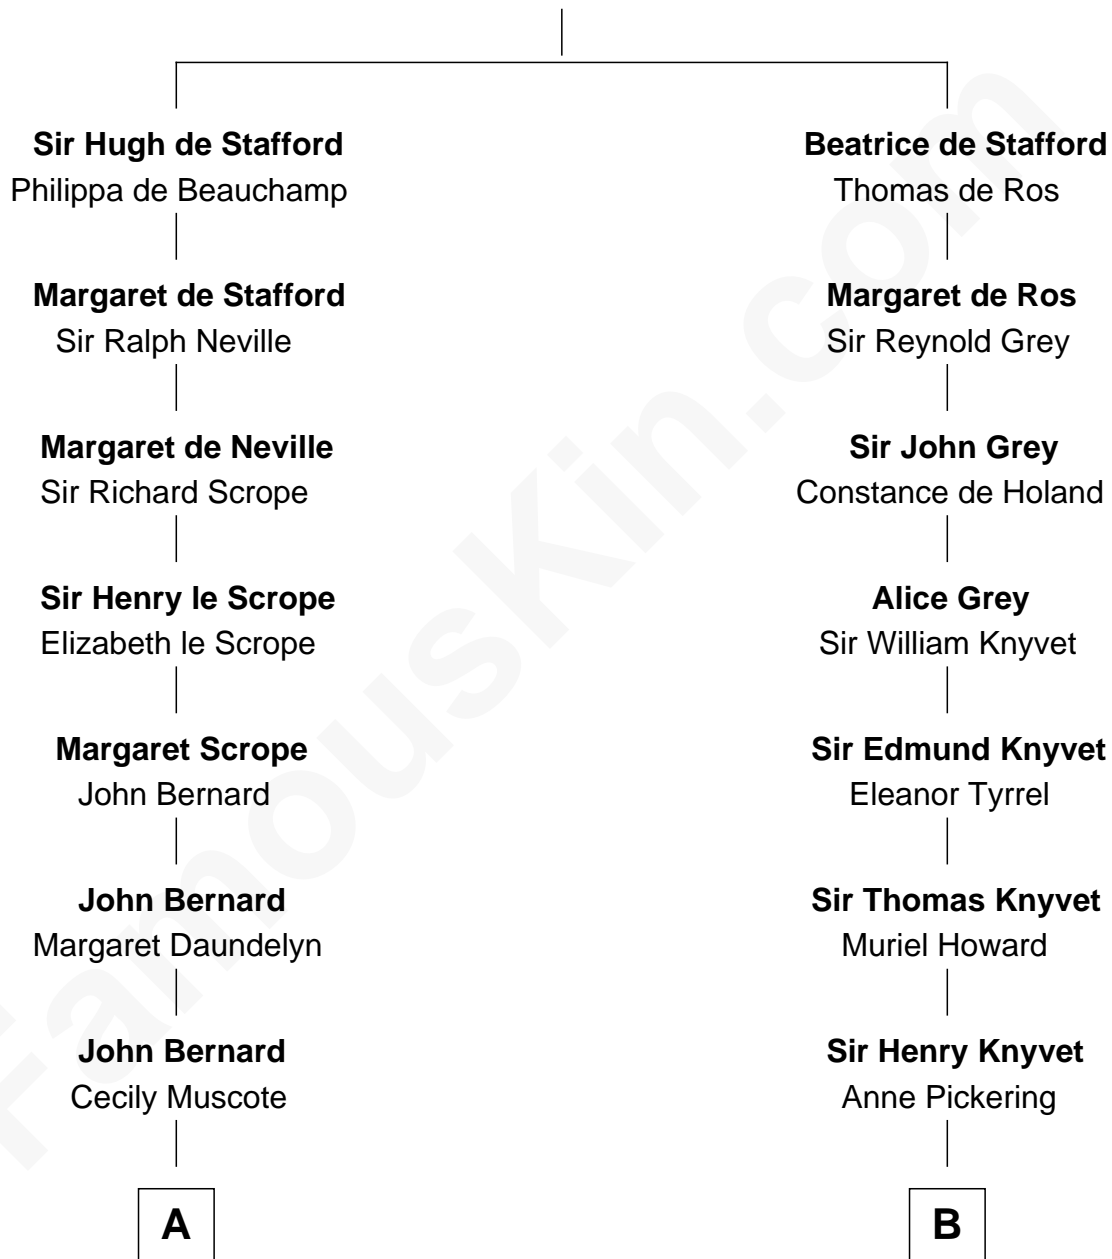 Sir Hugh de Stafford
Philippa de Beauchamp
Margaret de Stafford
Sir Ralph Neville
Margaret de Neville
Sir Richard Scrope
Sir Henry le Scrope
Elizabeth le Scrope
Margaret Scrope
John Bernard
John Bernard
Margaret Daundelyn
John Bernard
Cecily Muscote
A
Beatrice de Stafford
Thomas de Ros
Margaret de Ros
Sir Reynold Grey
Sir John Grey
Constance de Holand
Alice Grey
Sir William Knyvet
Sir Edmund Knyvet
Eleanor Tyrrel
Sir Thomas Knyvet
Muriel Howard
Sir Henry Knyvet
Anne Pickering
B
FamousKin.com